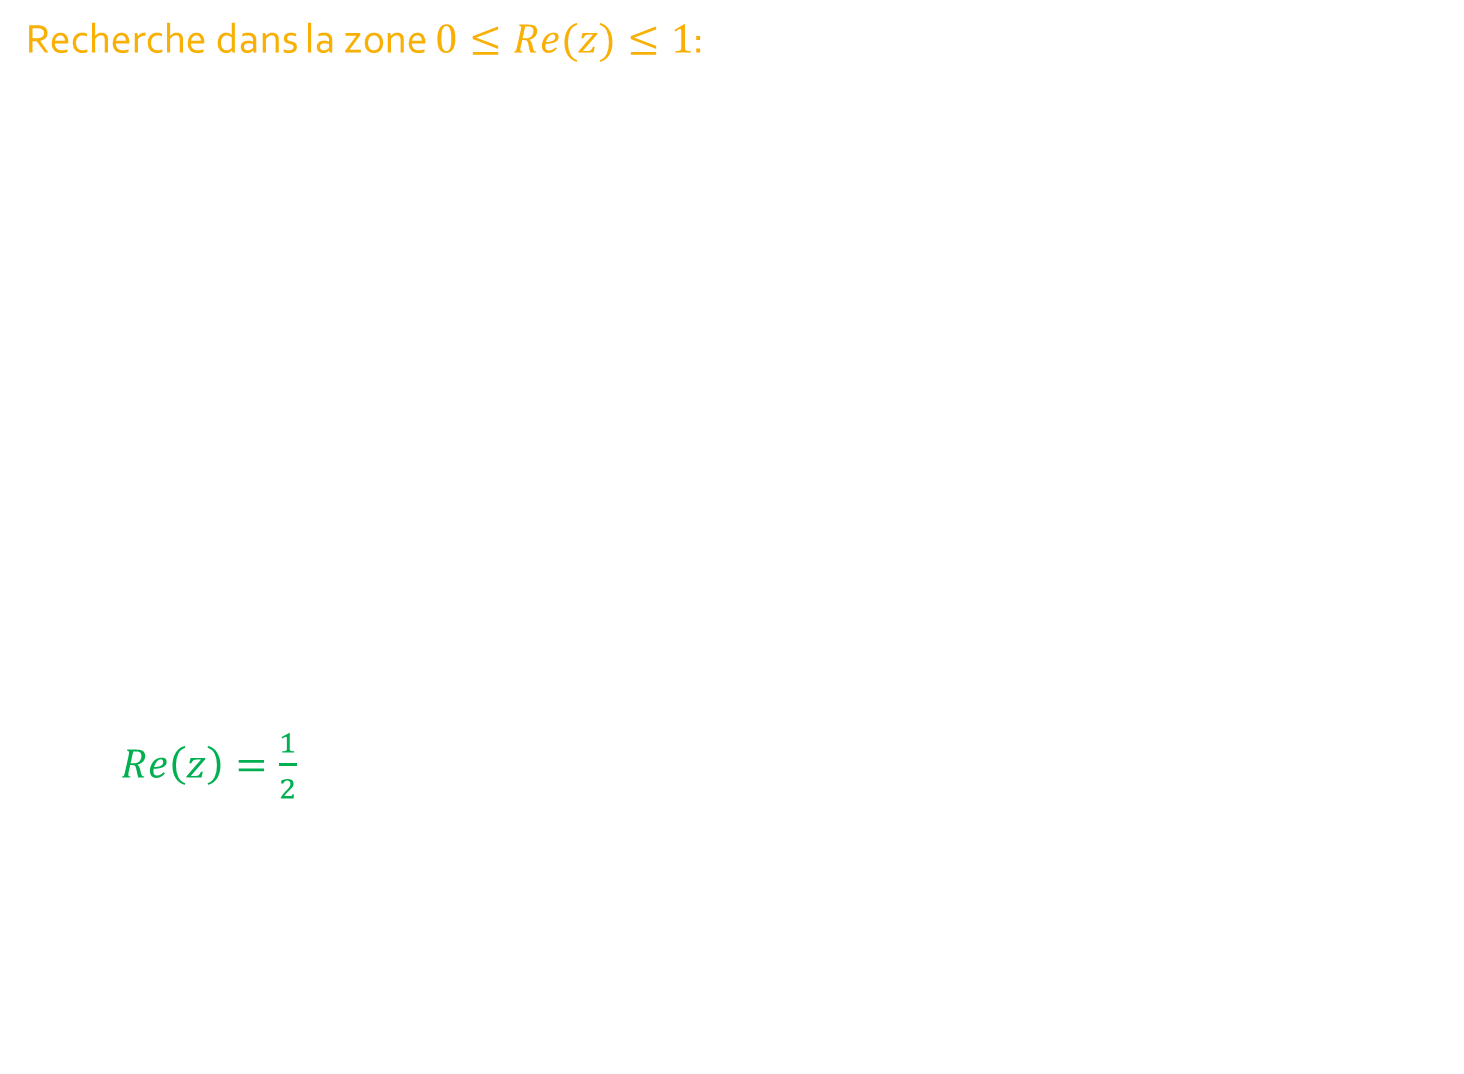 Recherche dans la zone 0 ≤ Re(z) ≤ 1:
Re(z) = 1/2